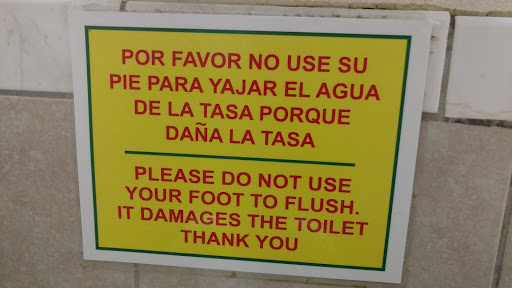 POR FAVOR NO USE SU
PIE PARA YAJAR EL AGUA
DE LA TASA PORQUE
DAÑA LA TASA
PLEASE DO NOT USE
YOUR FOOT TO FLUSH.
IT DAMAGES THE TOILET
THANK YOU